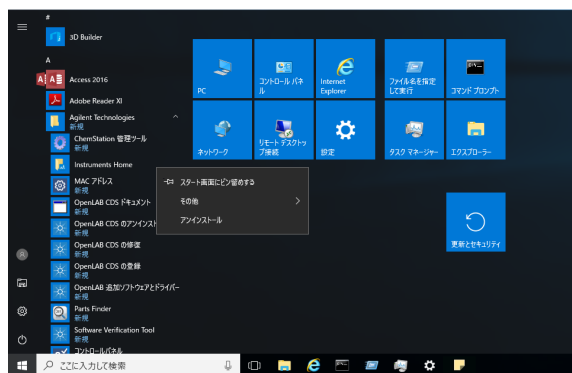 #
3D Builder
A
Access 2016
Adobe Reader XI
Agilent Technologies
新規
ChemStation 管理ツール
新規
Instruments Home
MAC アドレス
新規
OpenLAB CDS ドキュメント
新規
OpenLAB CDS のアンインスト
新規
OpenLAB CDS の修復
新規
OpenLAB CDS の登録
新規
OpenLAB 追加ソフトウェアとドライバー
新規
Parts Finder
新規
Software Verification Tool
新規
コントロールパネル
スタート画面にピン留めする
その他
アンインストール
PC
コントロール パネ
ル
Internet
Explorer
ファイル名を指定
して実行
コマンド プロンプト
ネットワーク
リモート デスクトッ
プ接続
設定
タスク マネージャー
エクスプローラー
更新とセキュリティ
ここに入力して検索